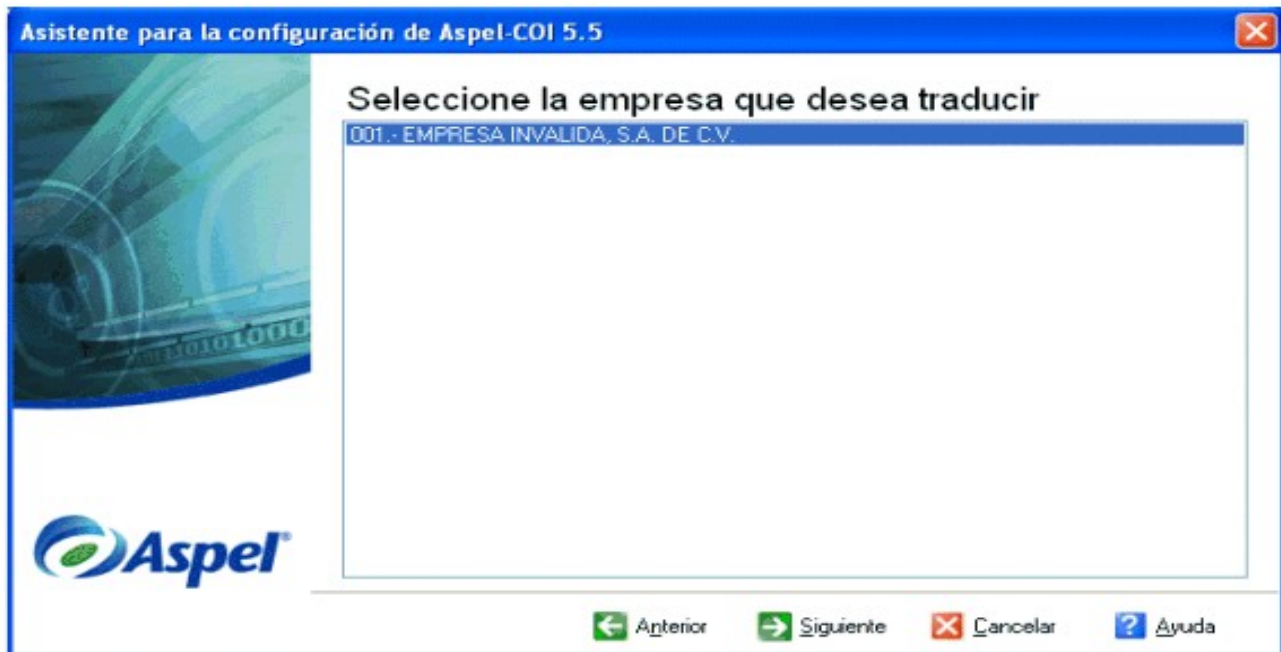 Asistente para la configuración de Aspel-COI 5.5
Seleccione la empresa que desea traducir
001.- EMPRESA INVALIDA, S.A. DE C.V.
Aspel®
Anterior Siguiente Cancelar Ayuda